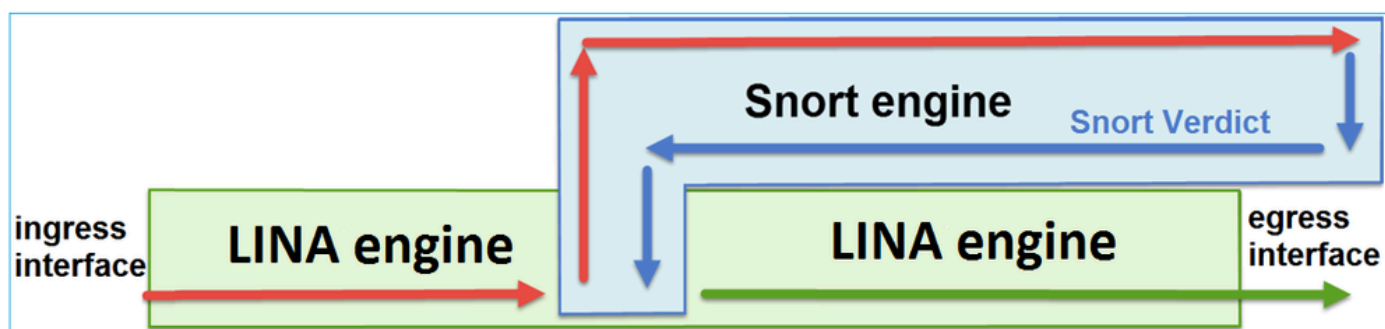 Snort engine
Snort Verdict
ingress
interface
LINA engine
LINA engine
egress
interface